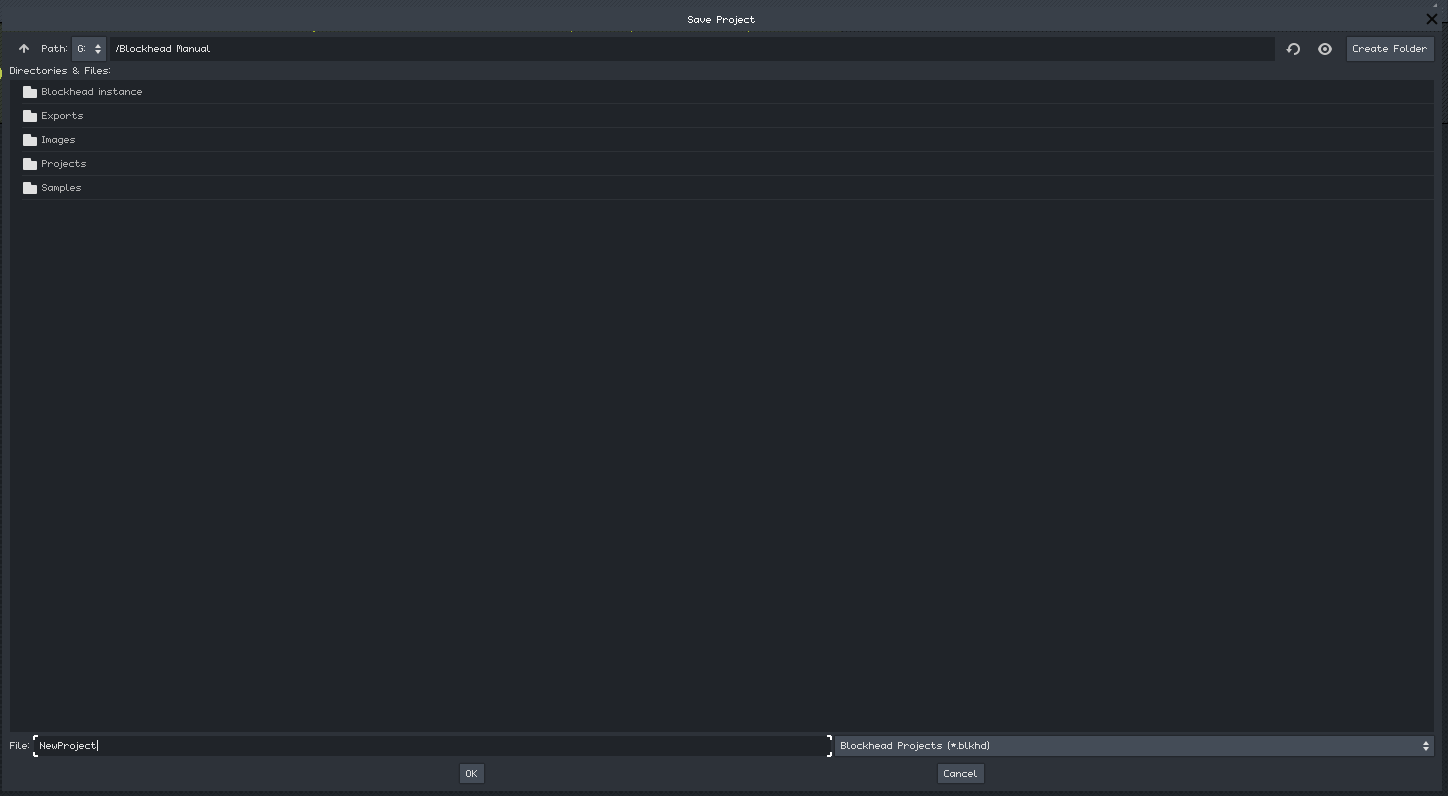 Save Project
Path: G: /Blockhead Manual Create Folder
Directories & Files:
Blockhead instance
Exports
Images
Projects
Samples
File: NewProject Blockhead Projects (*.blkhd)
OK Cancel